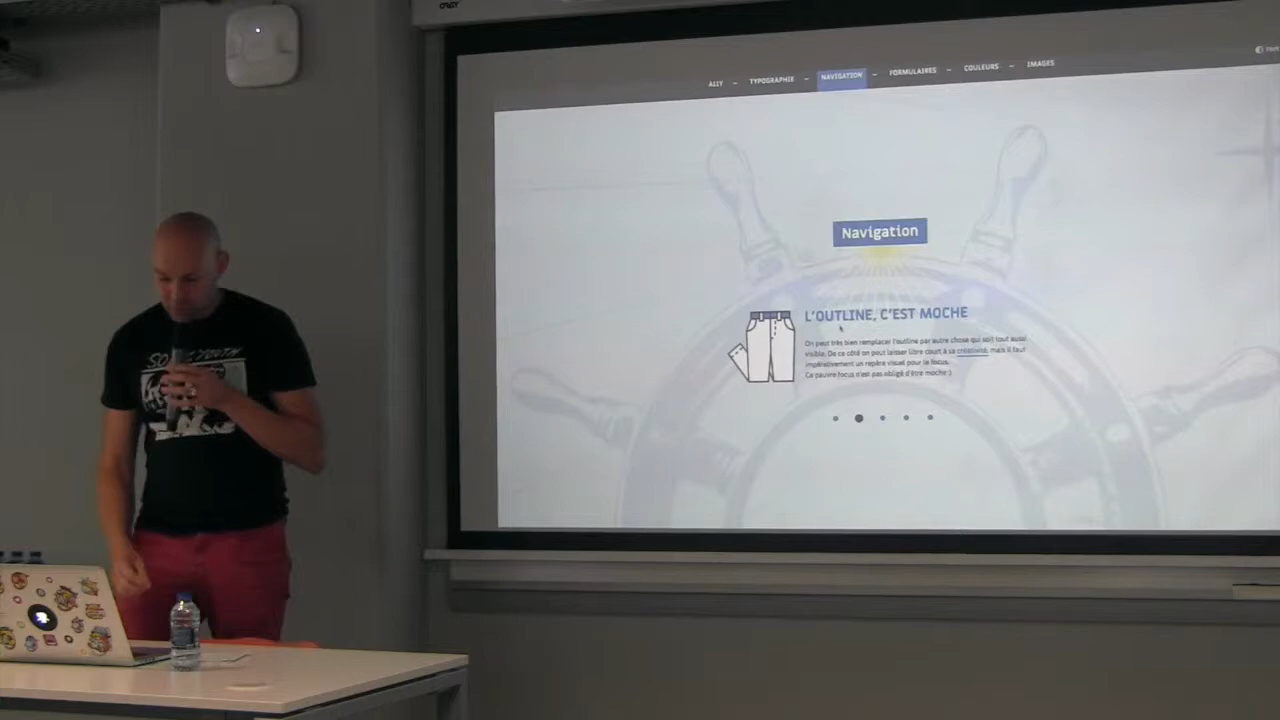 A11Y – TYPOGRAPHIE – NAVIGATION – FORMULAIRES – COULEURS – IMAGES
Navigation
L'OUTLINE, C'EST MOCHE
On peut très bien remplacer l'outline par autre chose qui soit tout aussi
visible. De ce côté on peut laisser libre court à sa créativité, mais il faut
impérativement un repère visuel pour le focus.
Ce pauvre focus n'est pas obligé d'être moche :)
YOUTH